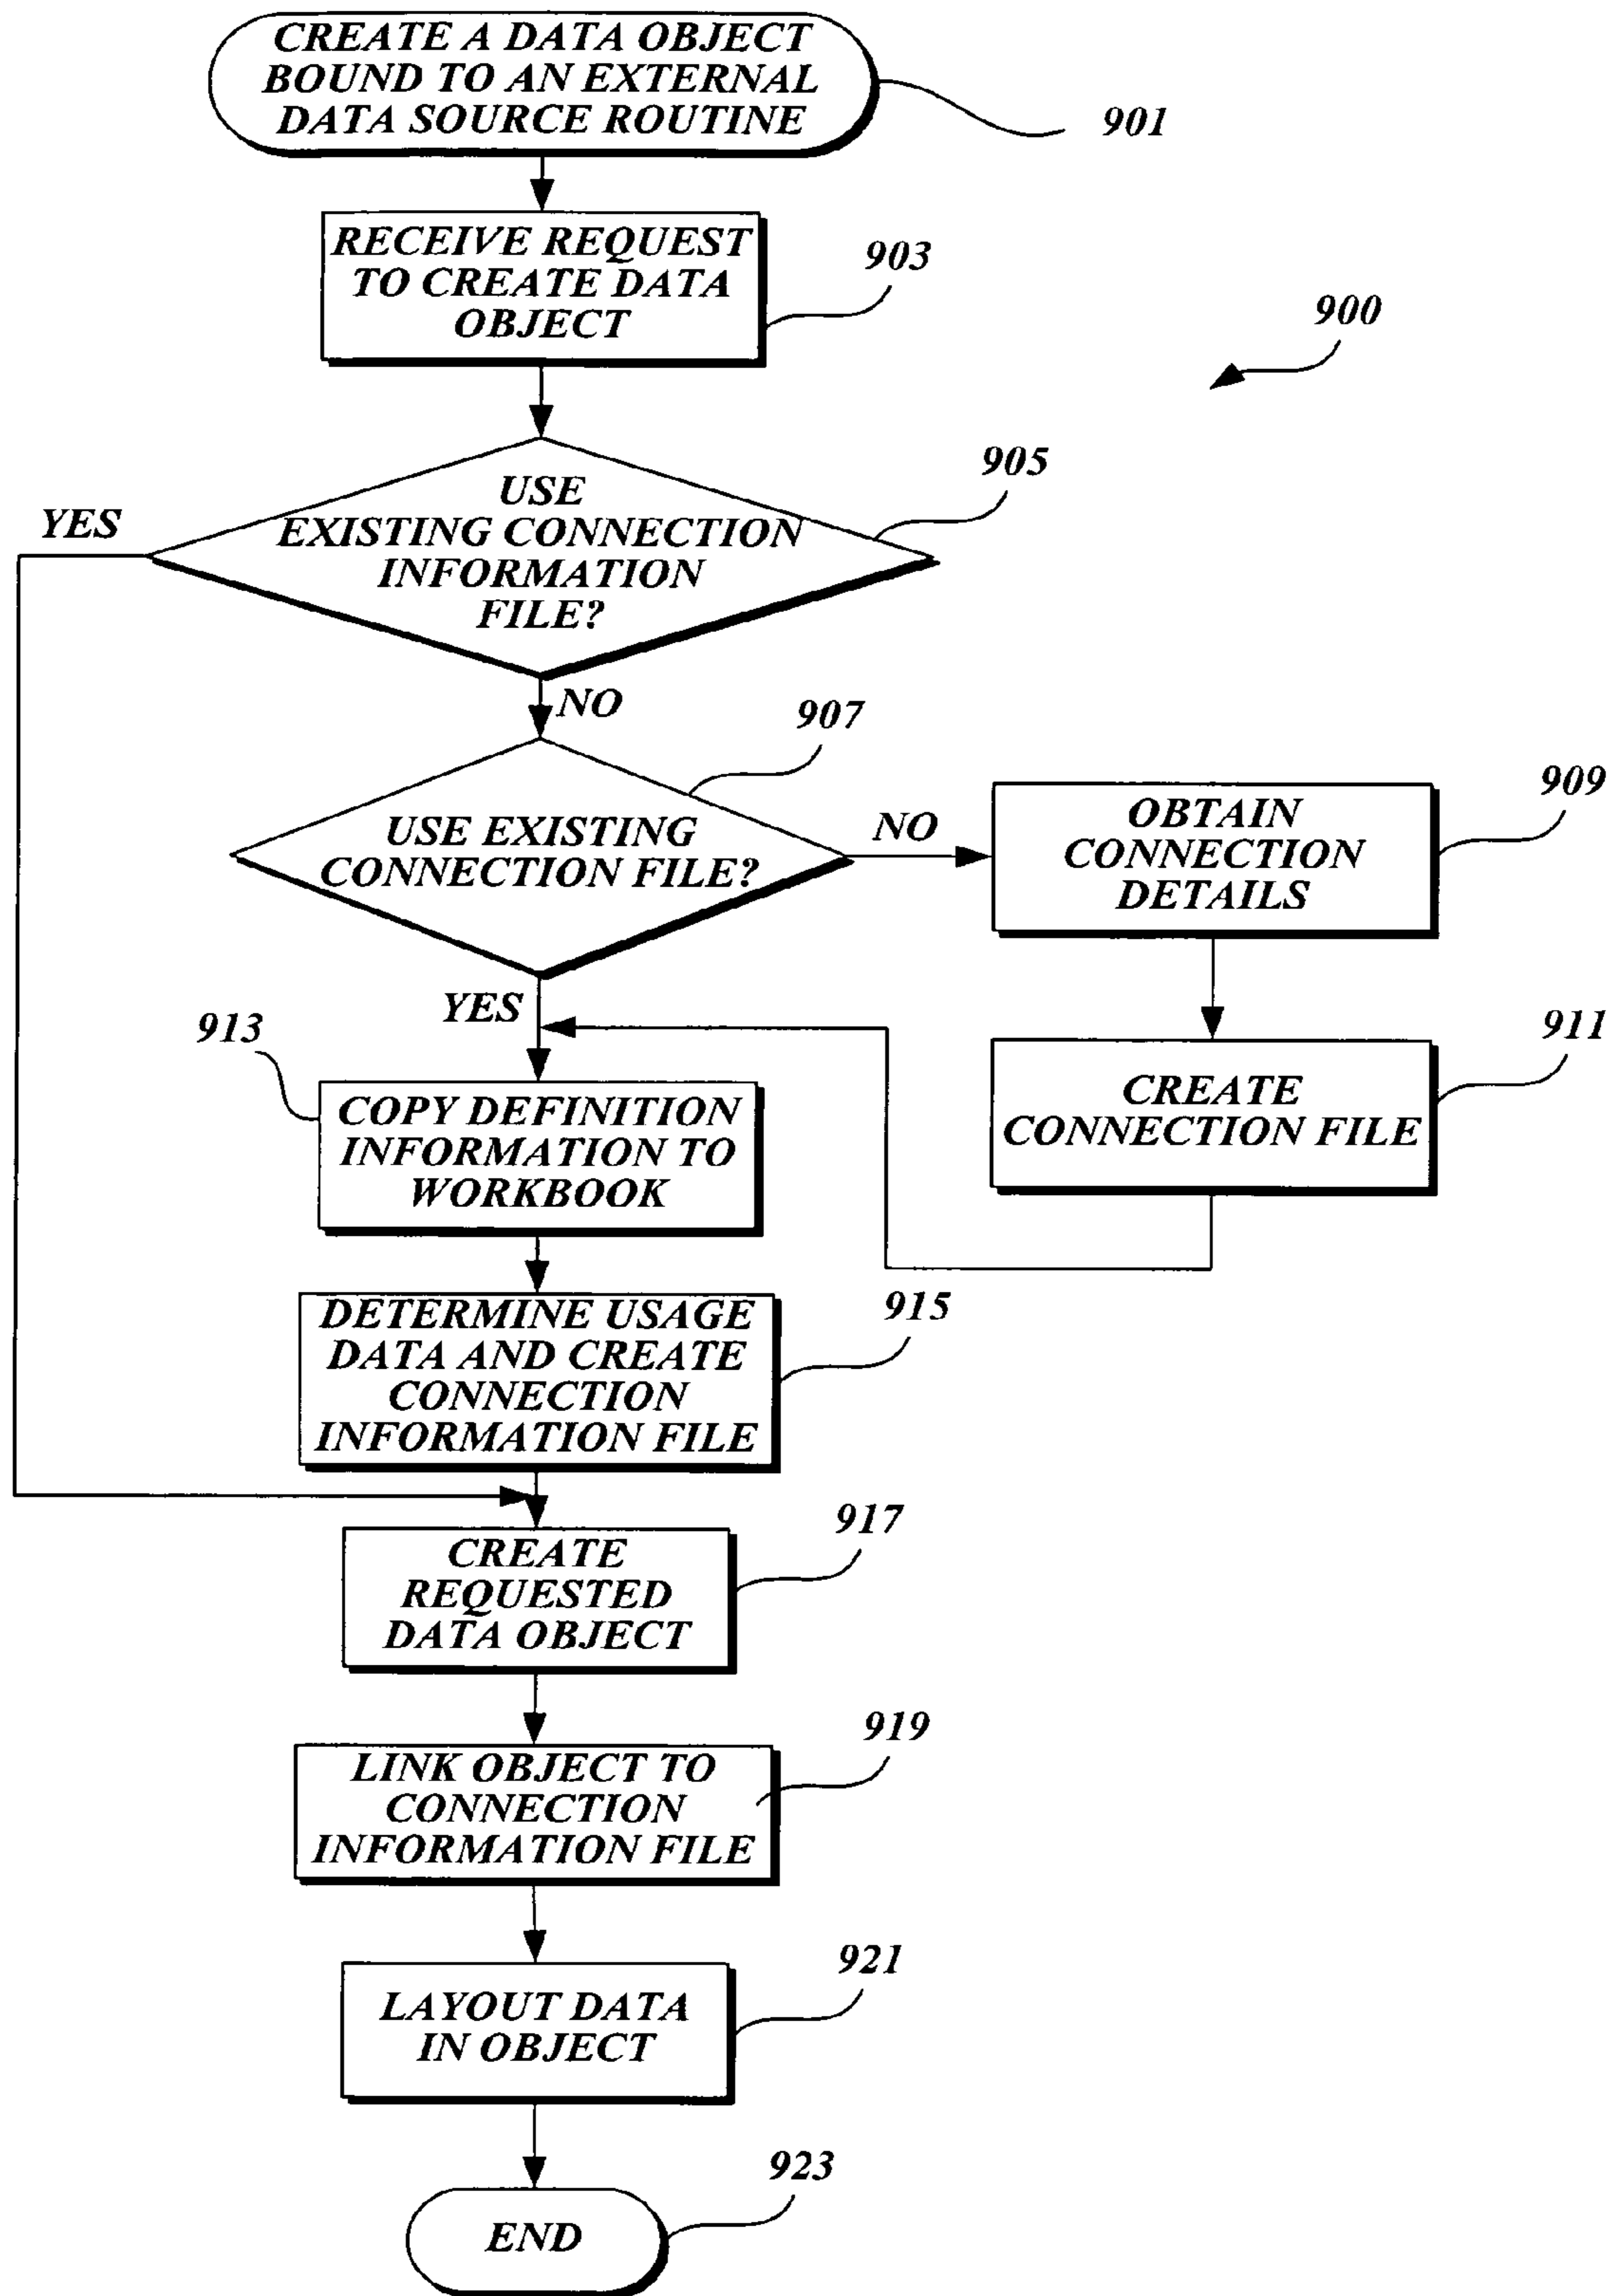 CREATE A DATA OBJECT
BOUND TO AN EXTERNAL
DATA SOURCE ROUTINE
901
RECEIVE REQUEST
TO CREATE DATA
OBJECT
903
900
USE
EXISTING CONNECTION
INFORMATION
FILE?
905
YES
NO
907
USE EXISTING
CONNECTION FILE?
NO
OBTAIN
CONNECTION
DETAILS
909
YES
913
CREATE
CONNECTION FILE
911
COPY DEFINITION
INFORMATION TO
WORKBOOK
DETERMINE USAGE
DATA AND CREATE
CONNECTION
INFORMATION FILE
915
CREATE
REQUESTED
DATA OBJECT
917
LINK OBJECT TO
CONNECTION
INFORMATION FILE
919
LAYOUT DATA
IN OBJECT
921
END
923